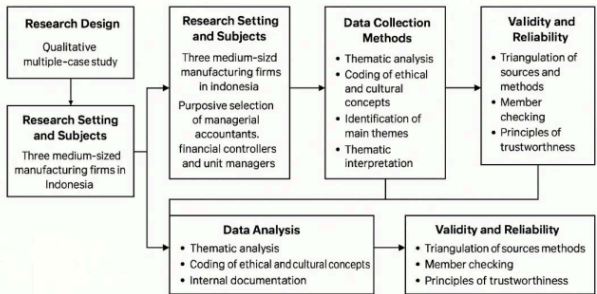 Research Design
Qualitative
multiple-case study
Research Setting
and Subjects
Three medium-sized
manufacturing firms in
Indonesia
Research Setting
and Subjects
Three medium-sizd
manufacturing firms
in indonesia
Purposive selection
of managerial
accountants.
financial controllers
and unit managers
Data Collection
Methods
• Thematic analysis
• Coding of ethical
and cultural
concepts
• Identification of
main themes
• Thematic
interpretation
Validity and
Reliability
• Triangulation of
sources and
methods
• Member
checking
• Principles of
trustworthness
Data Analysis
• Thematic analysis
• Coding of ethical and cultural concepts
• Internal documentation
Validity and Reliability
• Triangulation of sources methods
• Member checking
• Principles of trustworthiness